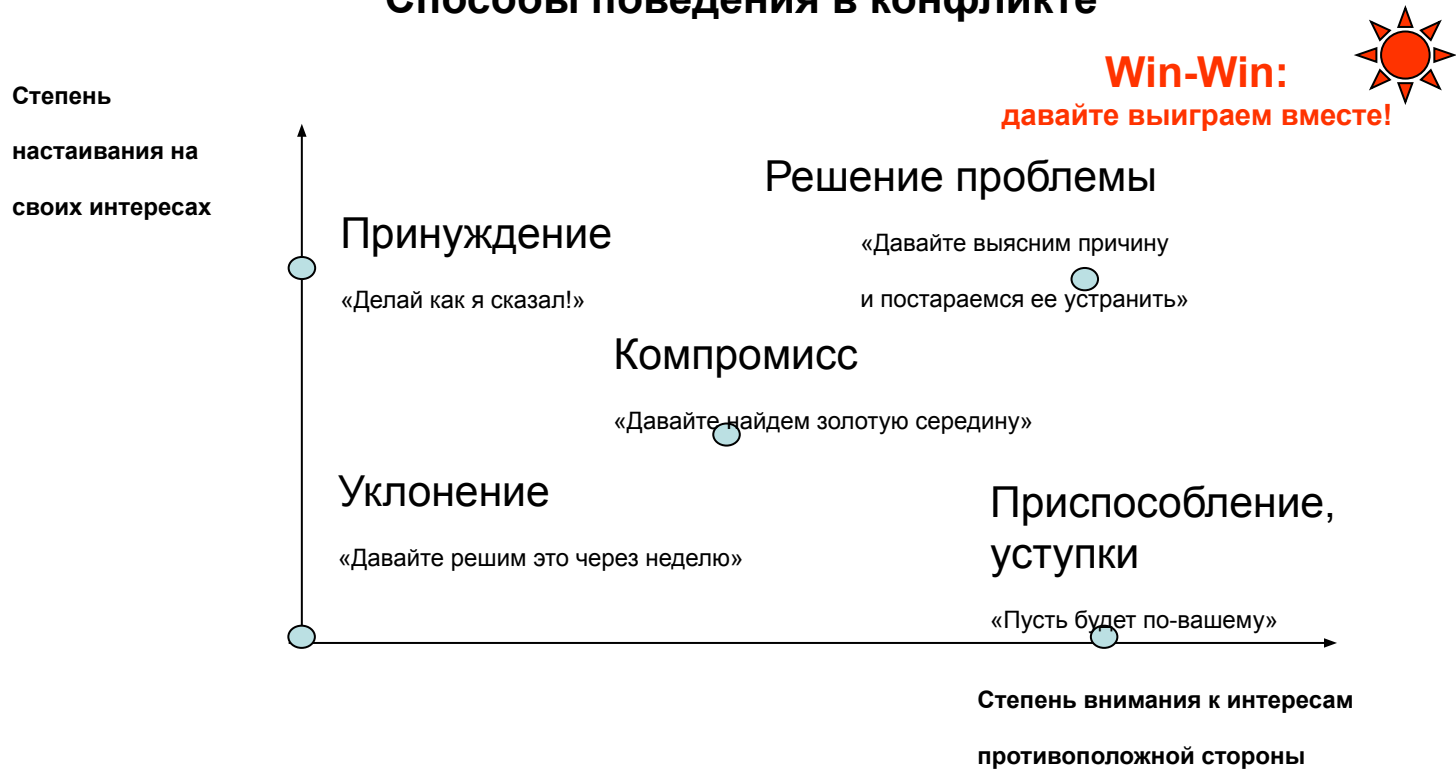 Способы поведения в конфликте
Win-Win:
давайте выиграем вместе!
Степень
настаивания на
своих интересах
Решение проблемы
«Давайте выясним причину
и постараемся ее устранить»
Принуждение
«Делай как я сказал!»
Компромисс
«Давайте найдем золотую середину»
Уклонение
«Давайте решим это через неделю»
Приспособление,
уступки
«Пусть будет по-вашему»
Степень внимания к интересам
противоположной стороны